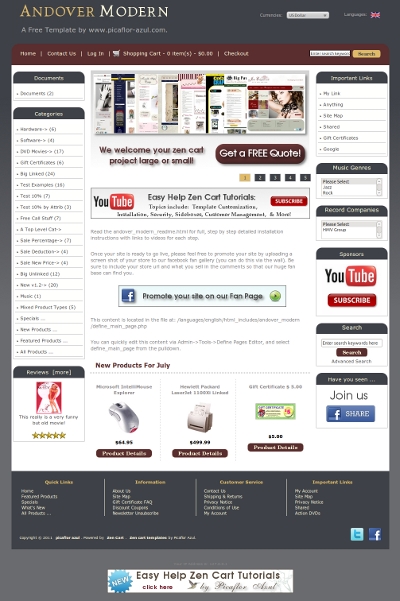 ANDOVER MODERN
A Free Template by www.picaflor-azul.com.
Currencies:
US Dollar
Languages:
Home | Contact Us | Log In | Shopping Cart - 0 item(s) - $0.00 | Checkout
Enter search keywords
Search
Documents
Documents (2)
Categories
Hardware-> (6)
Software-> (4)
DVD Movies-> (17)
Gift Certificates (6)
Big Linked (24)
Test Examples (38)
Test 10% (7)
Test 10% by Attrib (3)
Free Call Stuff (7)
A Top Level Cat->
Sale Percentage-> (7)
Sale Deduction-> (4)
Sale New Price-> (4)
Big Unlinked (12)
New v1.2-> (20)
Music (1)
Mixed Product Types (5)
Specials ...
New Products ...
Featured Products ...
All Products ...
Reviews [more]
This really is a very funny
but old movie!
We welcome your zen cart
project large or small!
Get a FREE Quote!
1 2 3 4 5
YouTube
Easy Help Zen Cart Tutorials:
Topics include: Template Customization,
Installation, Security, Sideboxes, Customer Management, & More!
SUBSCRIBE
Read the andover_modern_readme.html for full, step by step detailed installation
instructions with links to videos for each step.
Once your site is ready to go live, please feel free to promote your site by uploading a
screen shot of your store to our facebook fan gallery (you can do this via the wall). Be
sure to include your store url and what you sell in the comments so that our huge fan
base can find you.
Promote your site on our Fan Page
This content is located in the file at: /languages/english/html_includes/andover_modern
/define_main_page.php
You can quickly edit this content via Admin->Tools->Define Pages Editor, and select
define_main_page from the pulldown.
New Products For July
Microsoft IntelliMouse
Explorer
$64.95
Product Details
Hewlett Packard
LaserJet 1100Xi Linked
$499.99
Product Details
Gift Certificate $ 5.00
$5.00
Product Details
Important Links
My Link
Anything
Site Map
Shared
Gift Certificates
Google
Music Genres
Please Select
Jazz
Rock
Record Companies
Please Select
HMV Group
Sponsors
YouTube
SUBSCRIBE
Search
Enter search keywords here
Search
Advanced Search
Have you seen ...
Join us
SHARE
Quick Links
Home
Featured Products
Specials
What's New
All Products ...
Information
About Us
Site Map
Gift Certificate FAQ
Discount Coupons
Newsletter Unsubscribe
Customer Service
Contact Us
Shipping & Returns
Privacy Notice
Conditions of Use
My Account
Important Links
My Account
Site Map
Privacy Notice
Shared
Action DVDs
Copyright © 2011 picaflor azul. Powered by Zen Cart. Zen cart templates by Picaflor Azul.
NEW
Easy Help Zen Cart Tutorials
click here
by Picaflor Azul